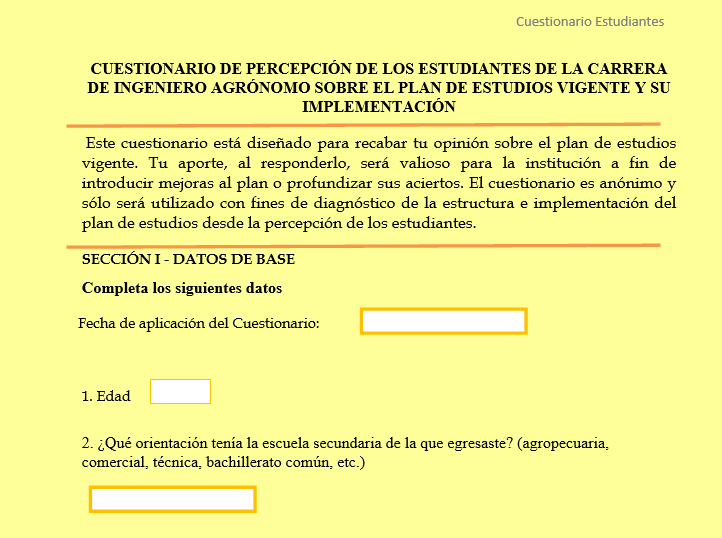 Cuestionario Estudiantes
CUESTIONARIO DE PERCEPCIÓN DE LOS ESTUDIANTES DE LA CARRERA
DE INGENIERO AGRÓNOMO SOBRE EL PLAN DE ESTUDIOS VIGENTE Y SU
IMPLEMENTACIÓN
Este cuestionario está diseñado para recabar tu opinión sobre el plan de estudios
vigente. Tu aporte, al responderlo, será valioso para la institución a fin de
introducir mejoras al plan o profundizar sus aciertos. El cuestionario es anónimo y
sólo será utilizado con fines de diagnóstico de la estructura e implementación del
plan de estudios desde la percepción de los estudiantes.
SECCIÓN I - DATOS DE BASE
Completa los siguientes datos
Fecha de aplicación del Cuestionario:
1. Edad
2. ¿Qué orientación tenía la escuela secundaria de la que egresaste? (agropecuaria,
comercial, técnica, bachillerato común, etc.)